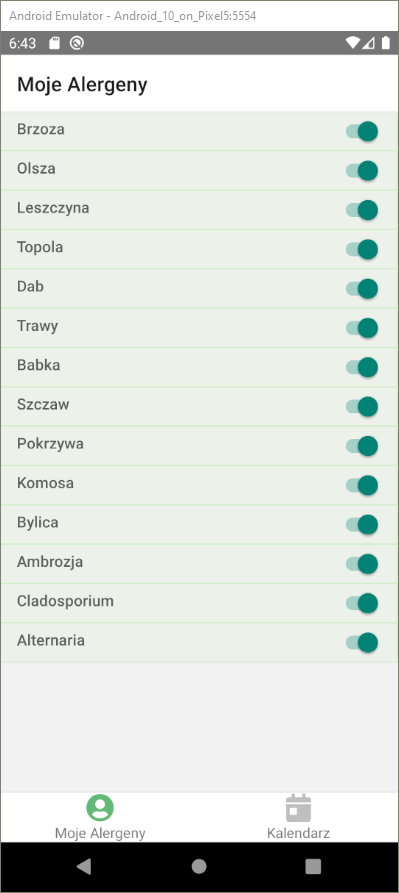 Android Emulator - Android_10_on_Pixel5:5554
6:43
Moje Alergeny
Brzoza
Olsza
Leszczyna
Topola
Dab
Trawy
Babka
Szczaw
Pokrzywa
Komosa
Bylica
Ambrozja
Cladosporium
Alternaria
Moje Alergeny
Kalendarz